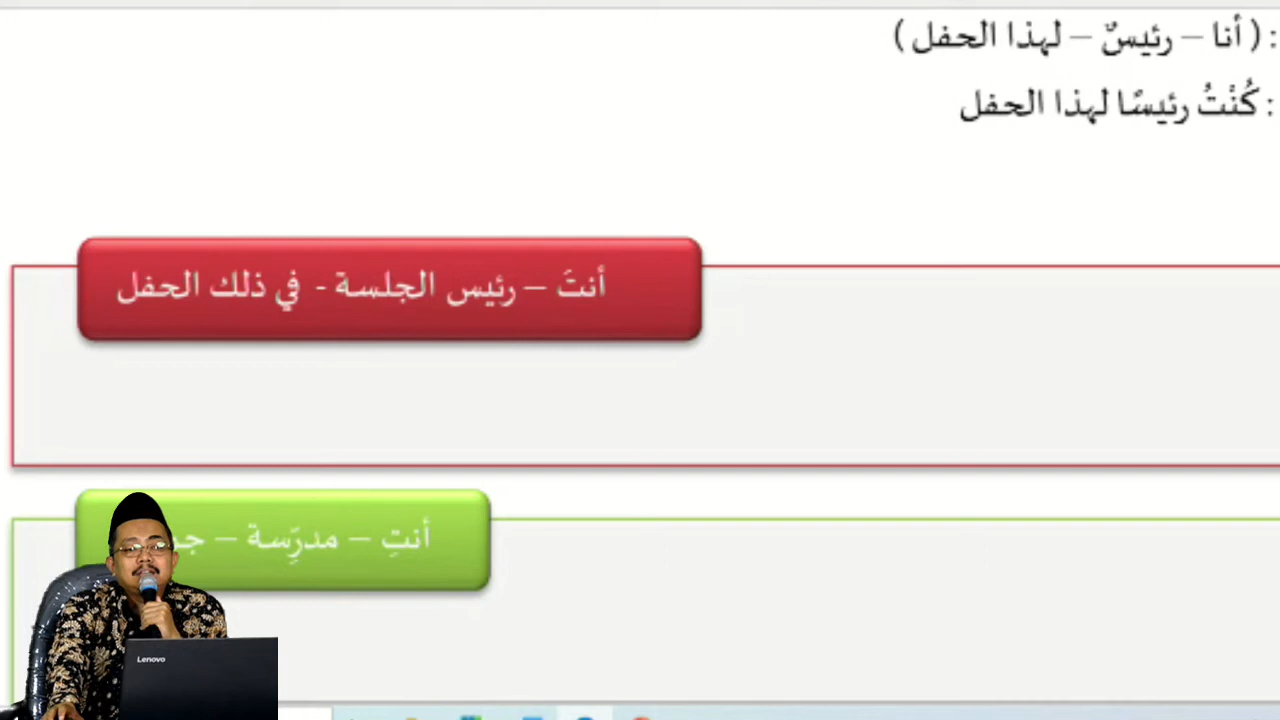 : ( أنا – رئيسٌ – لهذا الحفل )
: كُنْتُ رئيسًا لهذا الحفل
أنتَ – رئيس الجلسة - في ذلك الحفل
أنتِ – مدرِّسة –
Lenovo